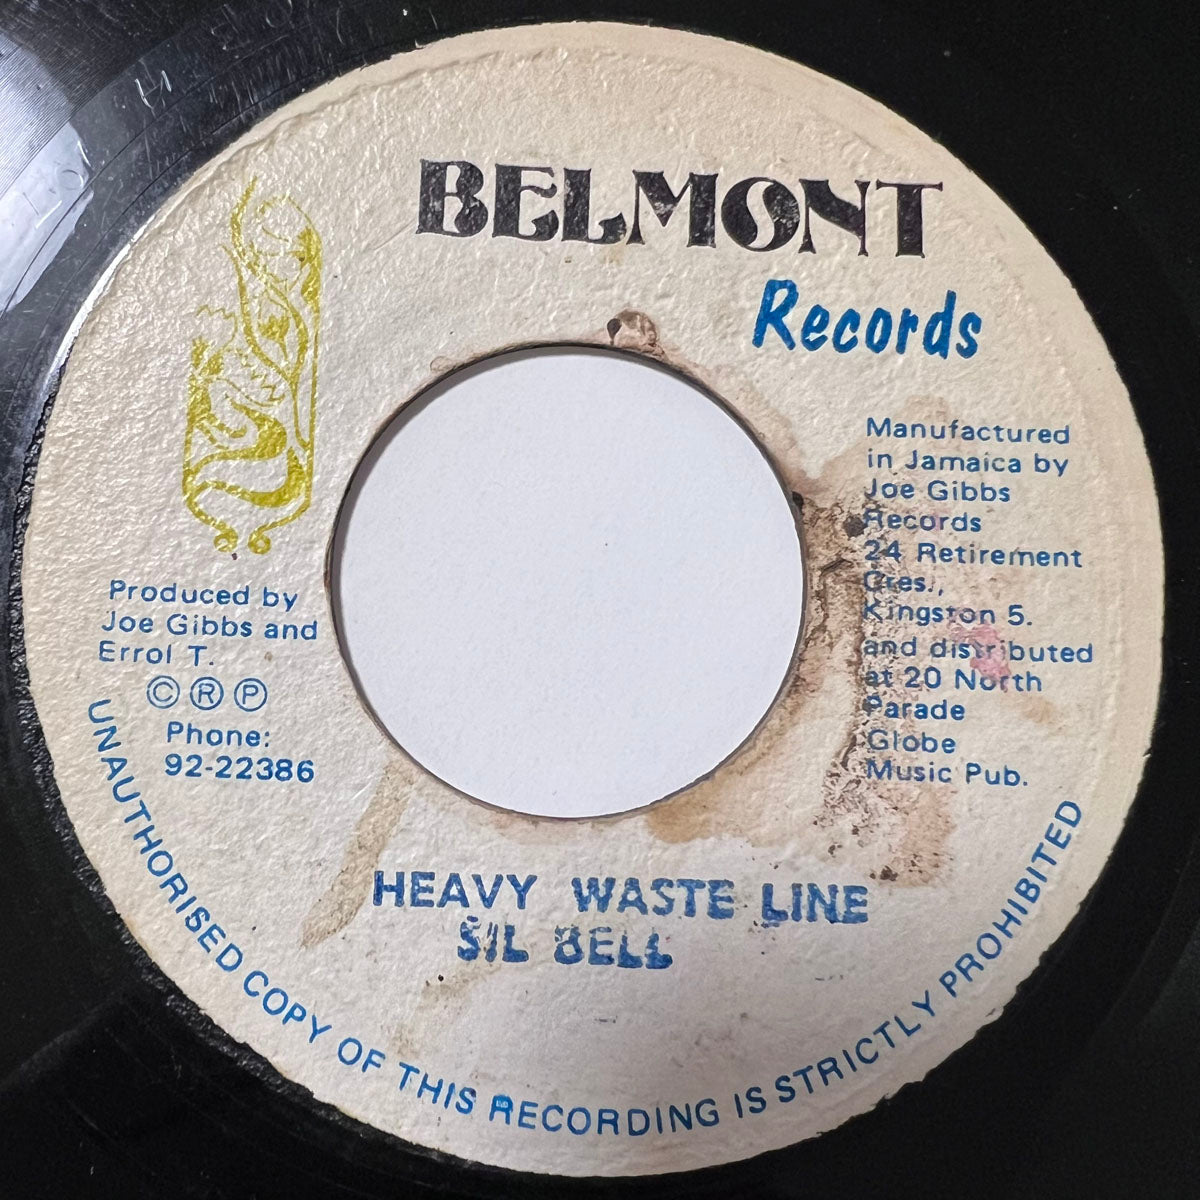 BELMONT
Records
Manufactured
in Jamaica by
Joe Gibbs
Records
24 Retirement
Cres.,
Kingston 5.
and distributed
at 20 North
Parade
Globe
Music Pub.
Produced by
Joe Gibbs and
Errol T.
Ⓒ Ⓡ Ⓟ
Phone:
92-22386
HEAVY WASTE LINE
SIL BELL
UNAUTHORISED COPY OF THIS RECORDING IS STRICTLY PROHIBITED